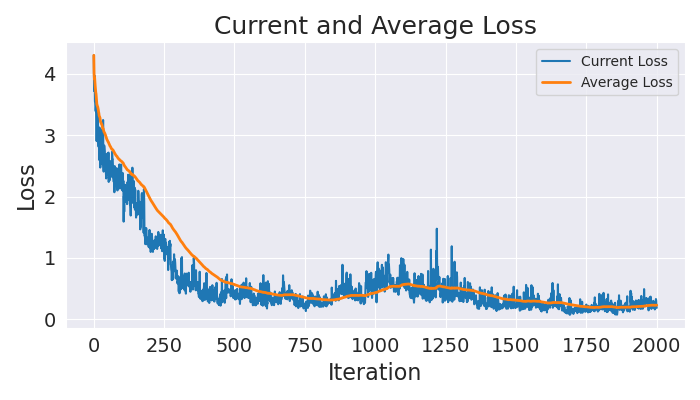 Current and Average Loss
Current Loss
Average Loss
4
3
2
1
0
Loss
0 250 500 750 1000 1250 1500 1750 2000
Iteration